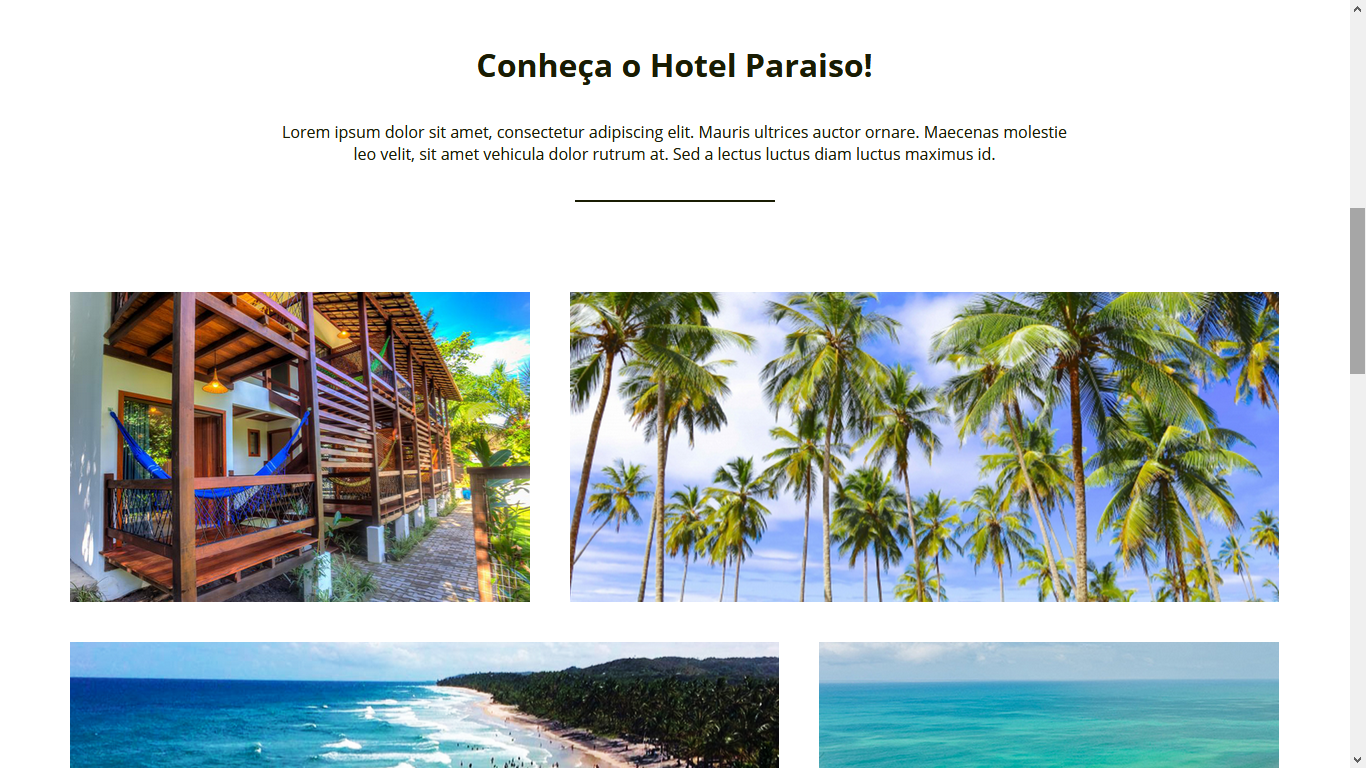 Conheça o Hotel Paraiso!
Lorem ipsum dolor sit amet, consectetur adipiscing elit. Mauris ultrices auctor ornare. Maecenas molestie
leo velit, sit amet vehicula dolor rutrum at. Sed a lectus luctus diam luctus maximus id.